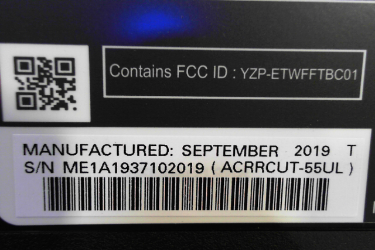 Contains FCC ID : YZP-ETWFFTBC01
MANUFACTURED: SEPTEMBER 2019 T
S/N ME1A1937102019 ( ACRRCUT-55UL )